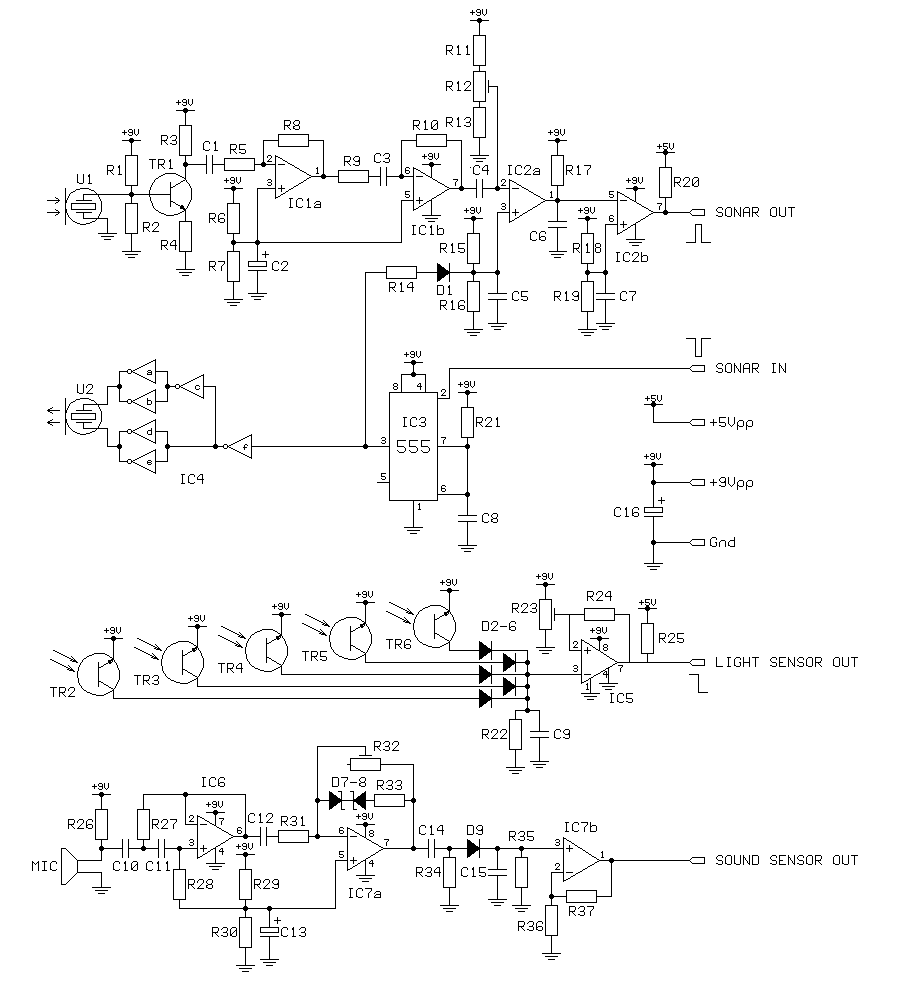 +9V
R11
R12
R13
+9V
R3
+9V
R1
U1
TR1
R2
R4
C1
R5
R8
2
3
1
IC1a
R9
C3
R10
+9V
6
5
7
IC1b
C4
+9V
R6
R7
C2
+
+9V
IC2a
2
3
1
+9V
R17
C6
+9V
R15
R16
C5
R14
D1
+9V
R18
R19
C7
+9V
5
6
7
IC2b
+5V
R20
SONAR OUT
SONAR IN
U2
a
b
c
d
e
f
IC4
+9V
8
4
2
IC3
555
3
7
5
6
1
R21
C8
+5V
+5Vpp
+9V
+9Vpp
C16
+
Gnd
+9V
TR2
+9V
TR3
+9V
TR4
+9V
TR5
+9V
TR6
D2-6
+9V
R23
R24
+9V
2
8
3
7
1
4
IC5
+5V
R25
LIGHT SENSOR OUT
R22
C9
+9V
R26
MIC
C10
R27
C11
IC6
+9V
2
7
3
6
4
R28
+9V
R29
R30
C13
+
C12
R31
R32
D7-8
R33
+9V
6
8
5
7
4
IC7a
C14
R34
D9
C15
R35
IC7b
3
2
1
R37
R36
SOUND SENSOR OUT